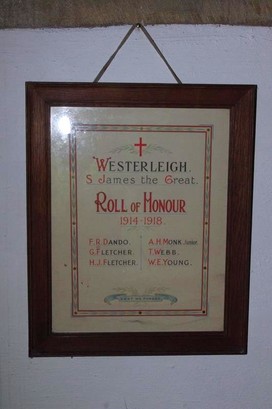 WESTERLEIGH.
S. James the Great.
ROLL OF HONOUR
1914-1918.
F.R.DANDO. A.H.MONK. Junior
G.FLETCHER. T.WEBB.
H.J.FLETCHER. W.E.YOUNG.